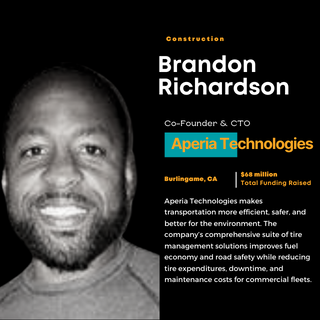 Construction
Brandon
Richardson
Co-Founder & CTO
Aperia Technologies
Burlingame, CA
$68 million
Total Funding Raised
Aperia Technologies makes
transportation more efficient, safer, and
better for the environment. The
company's comprehensive suite of tire
management solutions improves fuel
economy and road safety while reducing
tire expenditures, downtime, and
maintenance costs for commercial fleets.